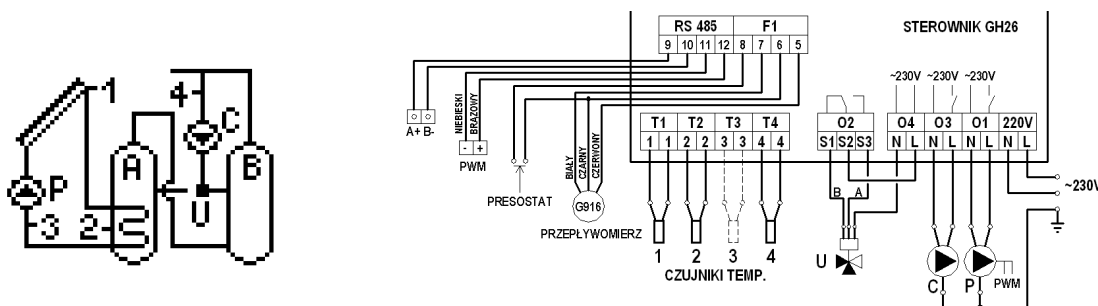 1
4
C
A
B
P
U
3
2
RS 485
F1
STEROWNIK GH26
9 10 11 12 8 7 6 5
~230V ~230V ~230V
A+ B-
NIEBIESKI
BRĄZOWY
- +
PWM
PRESOSTAT
BIAŁY
CZARNY
CZERWONY
G916
PRZEPŁYWOMIERZ
T1 T2 T3 T4
1 1 2 2 3 3 4 4
O2 O4 O3 O1 220V
S1 S2 S3 N L N L N L N L
B A
~230V
1 2 3 4
CZUJNIKI TEMP.
U
C P
PWM